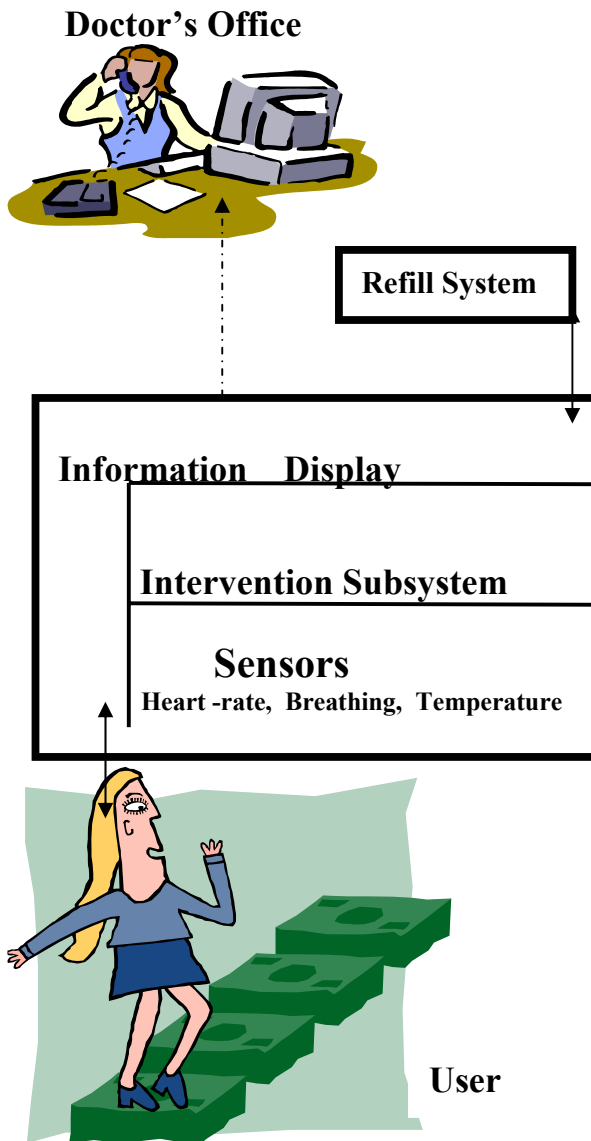 Doctor’s Office
Refill System
Information Display
Intervention Subsystem
Sensors
Heart -rate, Breathing, Temperature
User